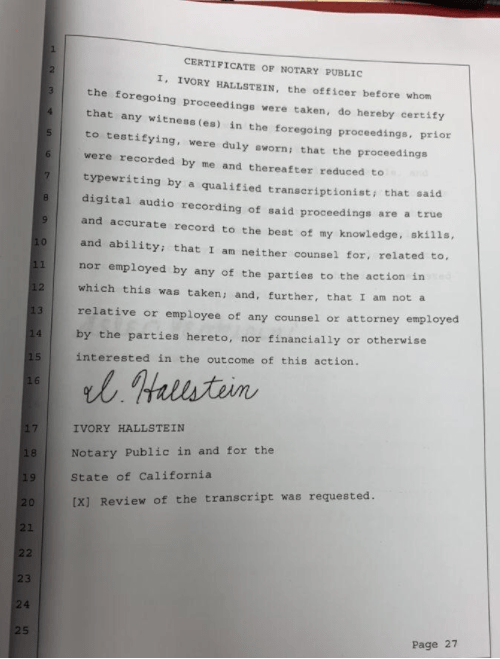 1
2 CERTIFICATE OF NOTARY PUBLIC
3 I, IVORY HALLSTEIN, the officer before whom
4 the foregoing proceedings were taken, do hereby certify
5 that any witness(es) in the foregoing proceedings, prior
6 to testifying, were duly sworn; that the proceedings
7 were recorded by me and thereafter reduced to
8 typewriting by a qualified transcriptionist; that said
9 digital audio recording of said proceedings are a true
10 and accurate record to the best of my knowledge, skills,
11 and ability; that I am neither counsel for, related to,
12 nor employed by any of the parties to the action in
13 which this was taken; and, further, that I am not a
14 relative or employee of any counsel or attorney employed
15 by the parties hereto, nor financially or otherwise
16 interested in the outcome of this action.
Hallstein
17 IVORY HALLSTEIN
18 Notary Public in and for the
19 State of California
20 [X] Review of the transcript was requested.
21
22
23
24
25
Page 27